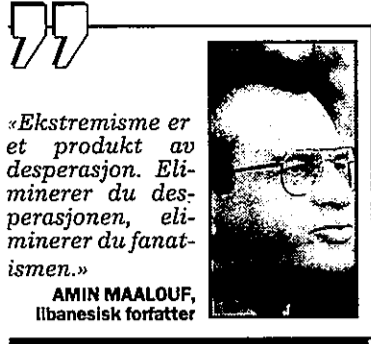 «Ekstremisme er
et produkt av
desperasjon. Eli-
minerer du des-
perasjonen, eli-
minerer du fanat-
ismen.»
AMIN MAALOUF,
libanesisk forfatter